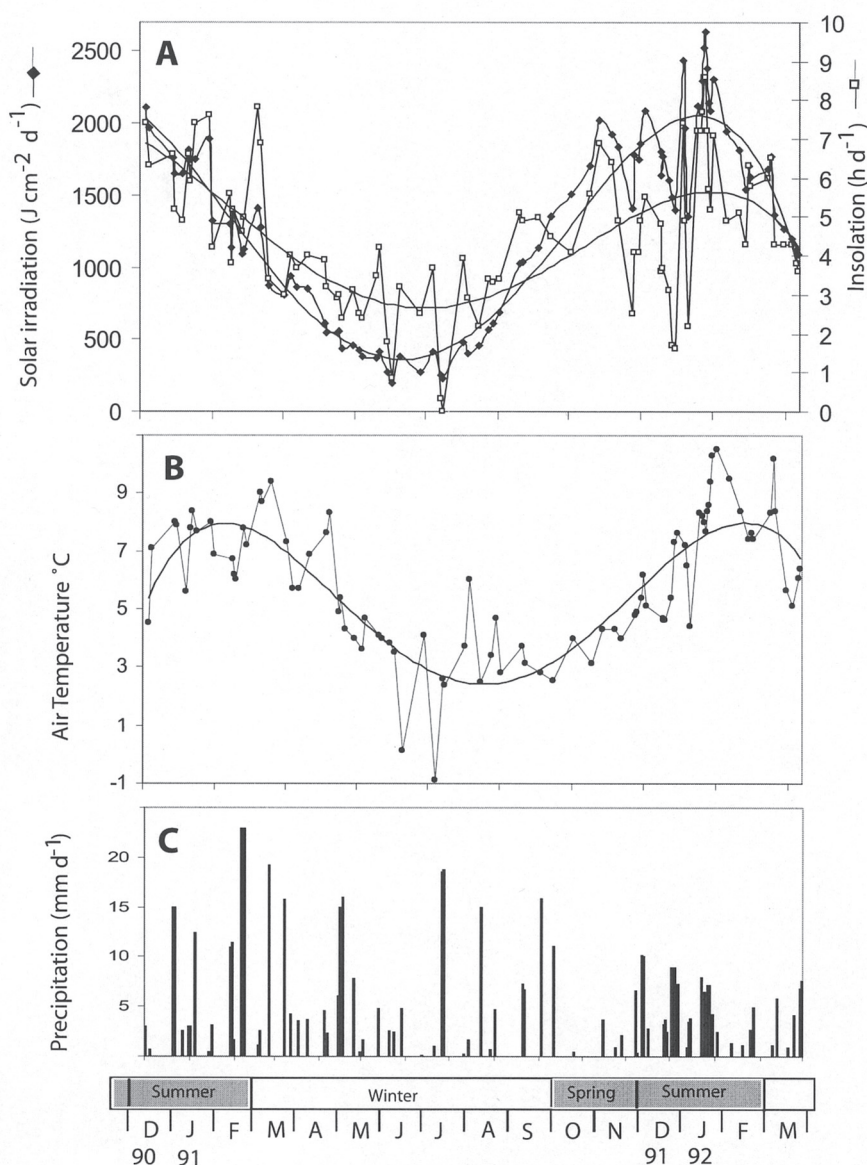 A
Solar irradiation (J cm-2 d-1)
2500
2000
1500
1000
500
0
Insolation (h d-1)
10
9
8
7
6
5
4
3
2
1
0
B
Air Temperature ˚C
9
7
5
3
1
-1
C
Precipitation (mm d-1)
20
15
10
5
Summer Winter Spring Summer
D J F M A M J J A S O N D J F M
90 91 91 92